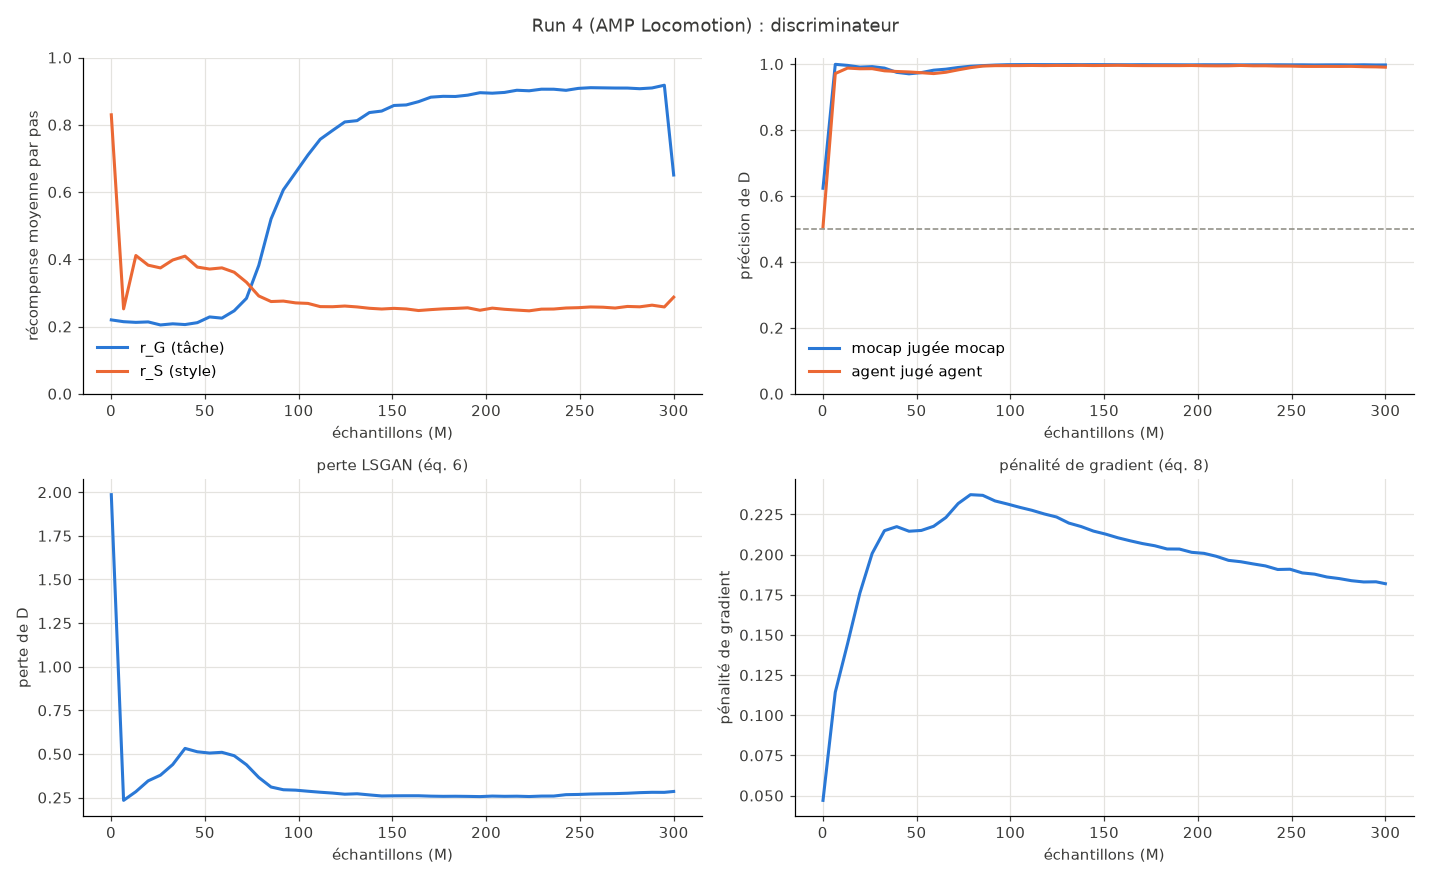 Run 4 (AMP Locomotion) : discriminateur
récompense moyenne par pas
1.0
0.8
0.6
0.4
0.2
0.0
r_G (tâche)
r_S (style)
0 50 100 150 200 250 300
échantillons (M)
précision de D
1.0
0.8
0.6
0.4
0.2
0.0
mocap jugée mocap
agent jugé agent
0 50 100 150 200 250 300
échantillons (M)
perte LSGAN (éq. 6)
perte de D
2.00
1.75
1.50
1.25
1.00
0.75
0.50
0.25
0 50 100 150 200 250 300
échantillons (M)
pénalité de gradient (éq. 8)
pénalité de gradient
0.225
0.200
0.175
0.150
0.125
0.100
0.075
0.050
0 50 100 150 200 250 300
échantillons (M)